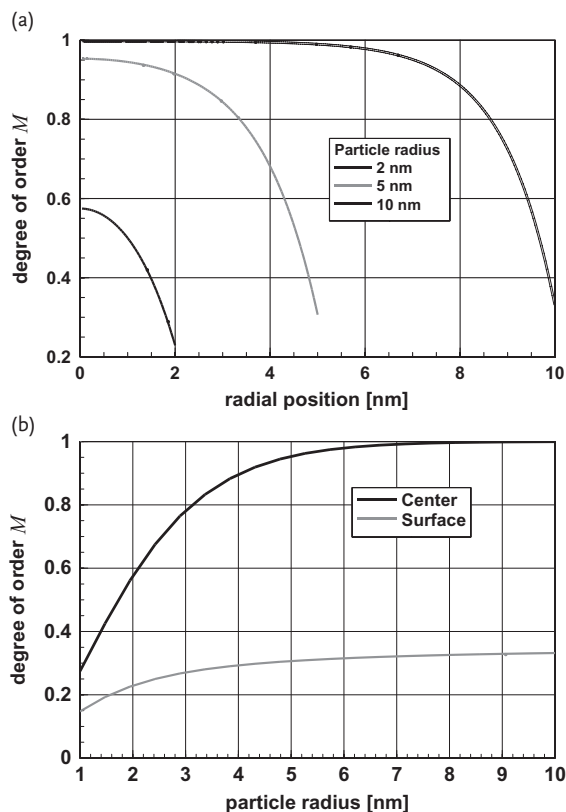 (a)
1
0.8
0.6
0.4
0.2
degree of order M
Particle radius
2 nm
5 nm
10 nm
0 2 4 6 8 10
radial position [nm]
(b)
1
0.8
0.6
0.4
0.2
0
degree of order M
Center
Surface
1 2 3 4 5 6 7 8 9 10
particle radius [nm]